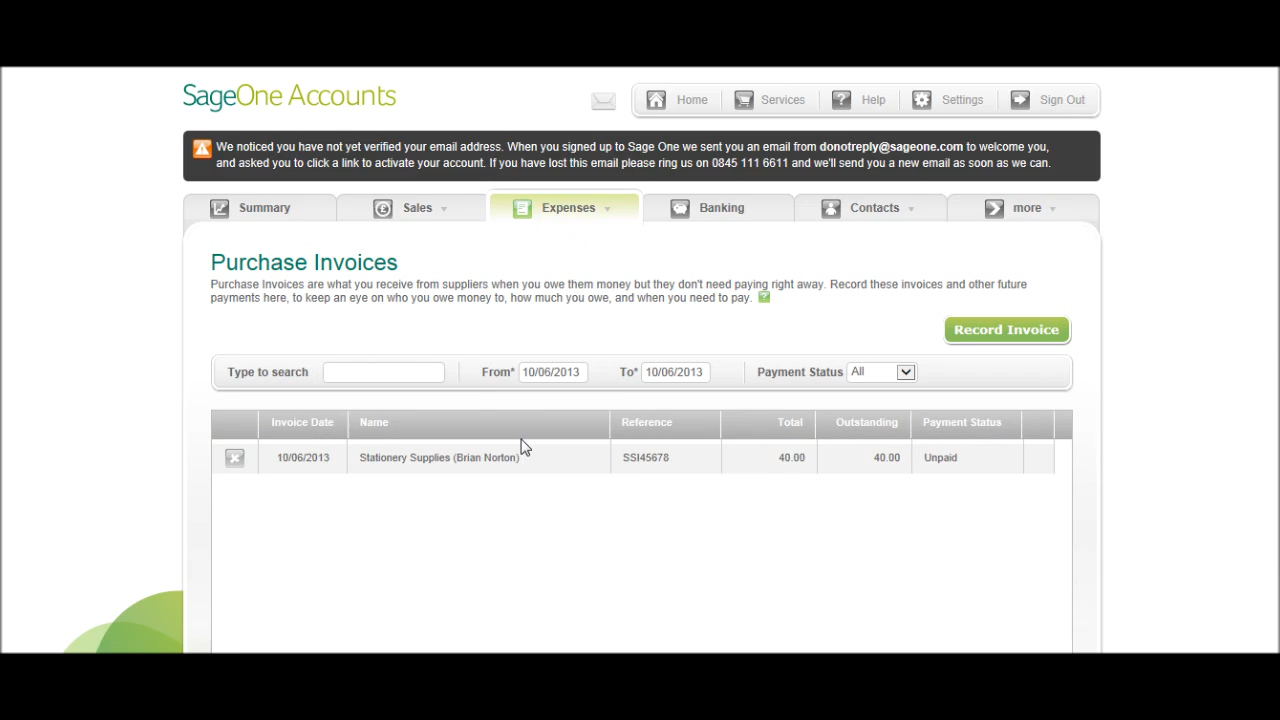 SageOne Accounts
Home Services Help Settings Sign Out
We noticed you have not yet verified your email address. When you signed up to Sage One we sent you an email from donotreply@sageone.com to welcome you,
and asked you to click a link to activate your account. If you have lost this email please ring us on 0845 111 6611 and we'll send you a new email as soon as we can.
Summary Sales Expenses Banking Contacts more
Purchase Invoices
Purchase Invoices are what you receive from suppliers when you owe them money but they don't need paying right away. Record these invoices and other future
payments here, to keep an eye on who you owe money to, how much you owe, and when you need to pay. ?
Record Invoice
Type to search From* 10/06/2013 To* 10/06/2013 Payment Status All
Invoice Date Name Reference Total Outstanding Payment Status
10/06/2013 Stationery Supplies (Brian Norton) SSI45678 40.00 40.00 Unpaid